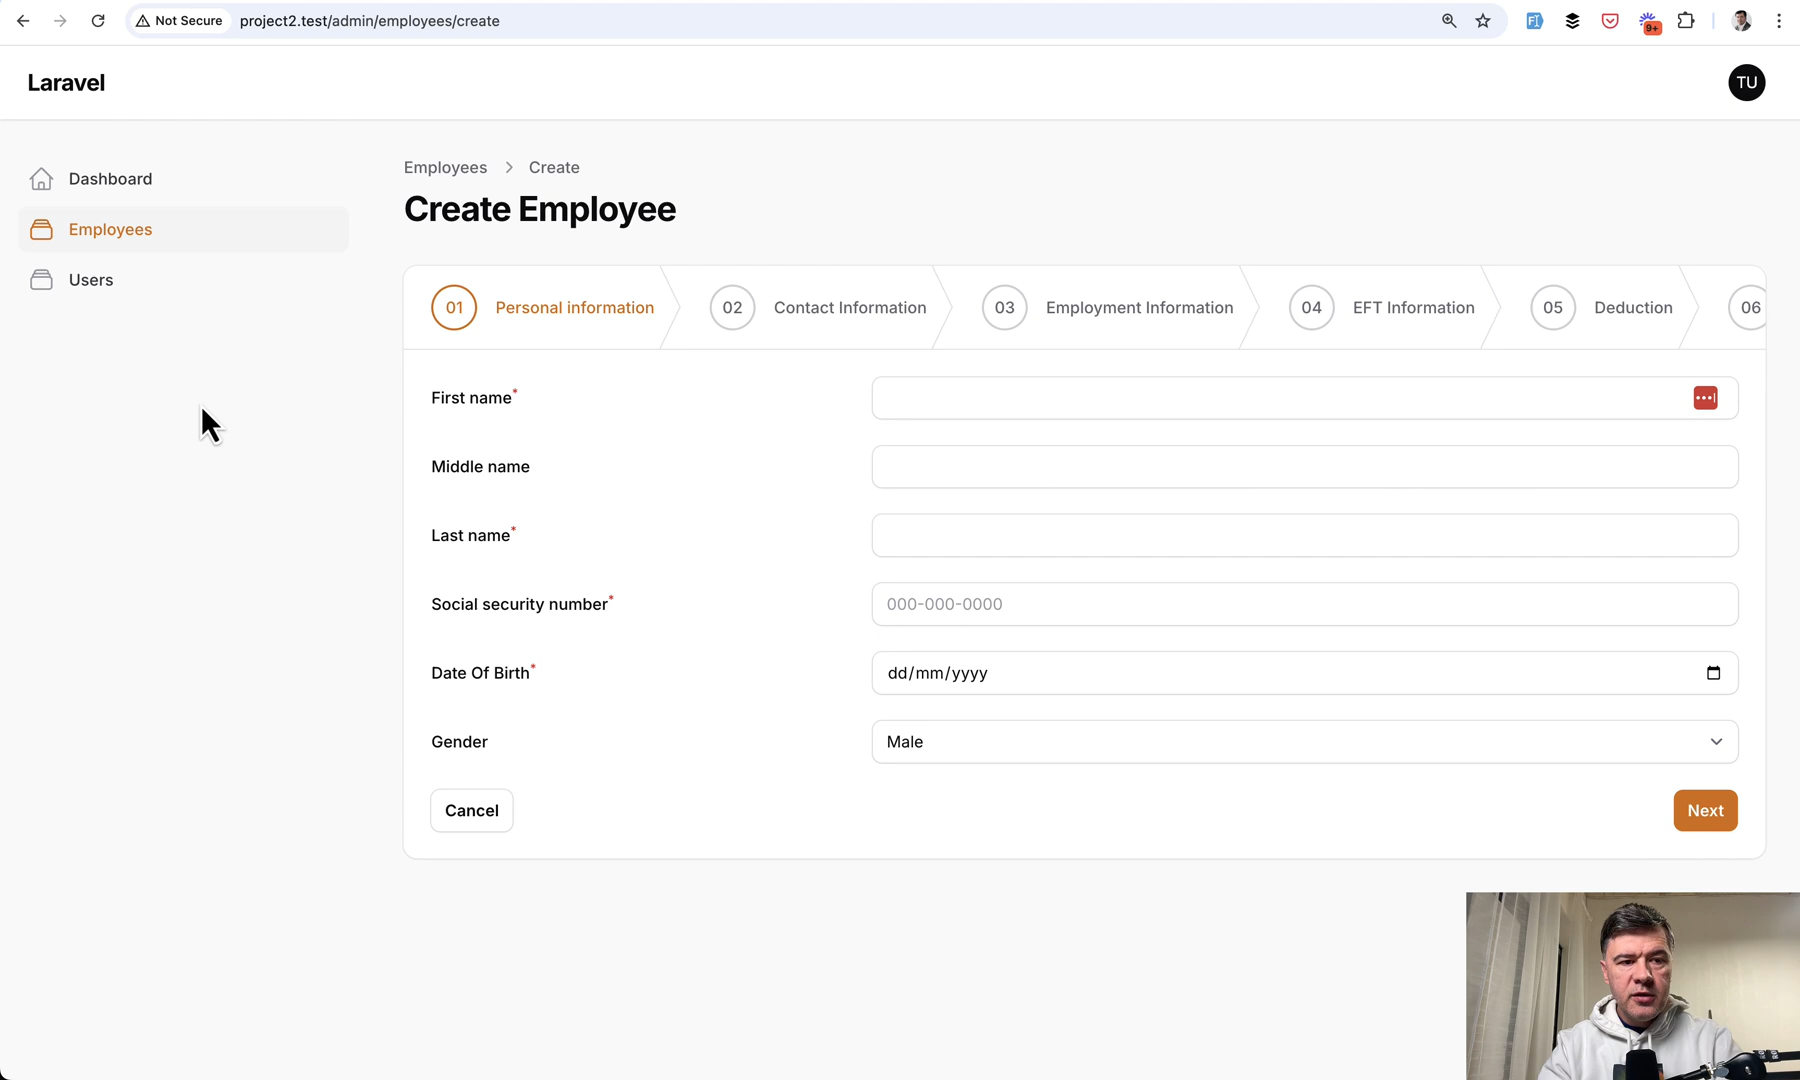 Not Secure project2.test/admin/employees/create
9+
Laravel
TU
Dashboard
Employees
Users
Employees > Create
Create Employee
01 Personal information
02 Contact Information
03 Employment Information
04 EFT Information
05 Deduction
06
First name*
Middle name
Last name*
Social security number*
000-000-0000
Date Of Birth*
dd/mm/yyyy
Gender
Male
Cancel
Next